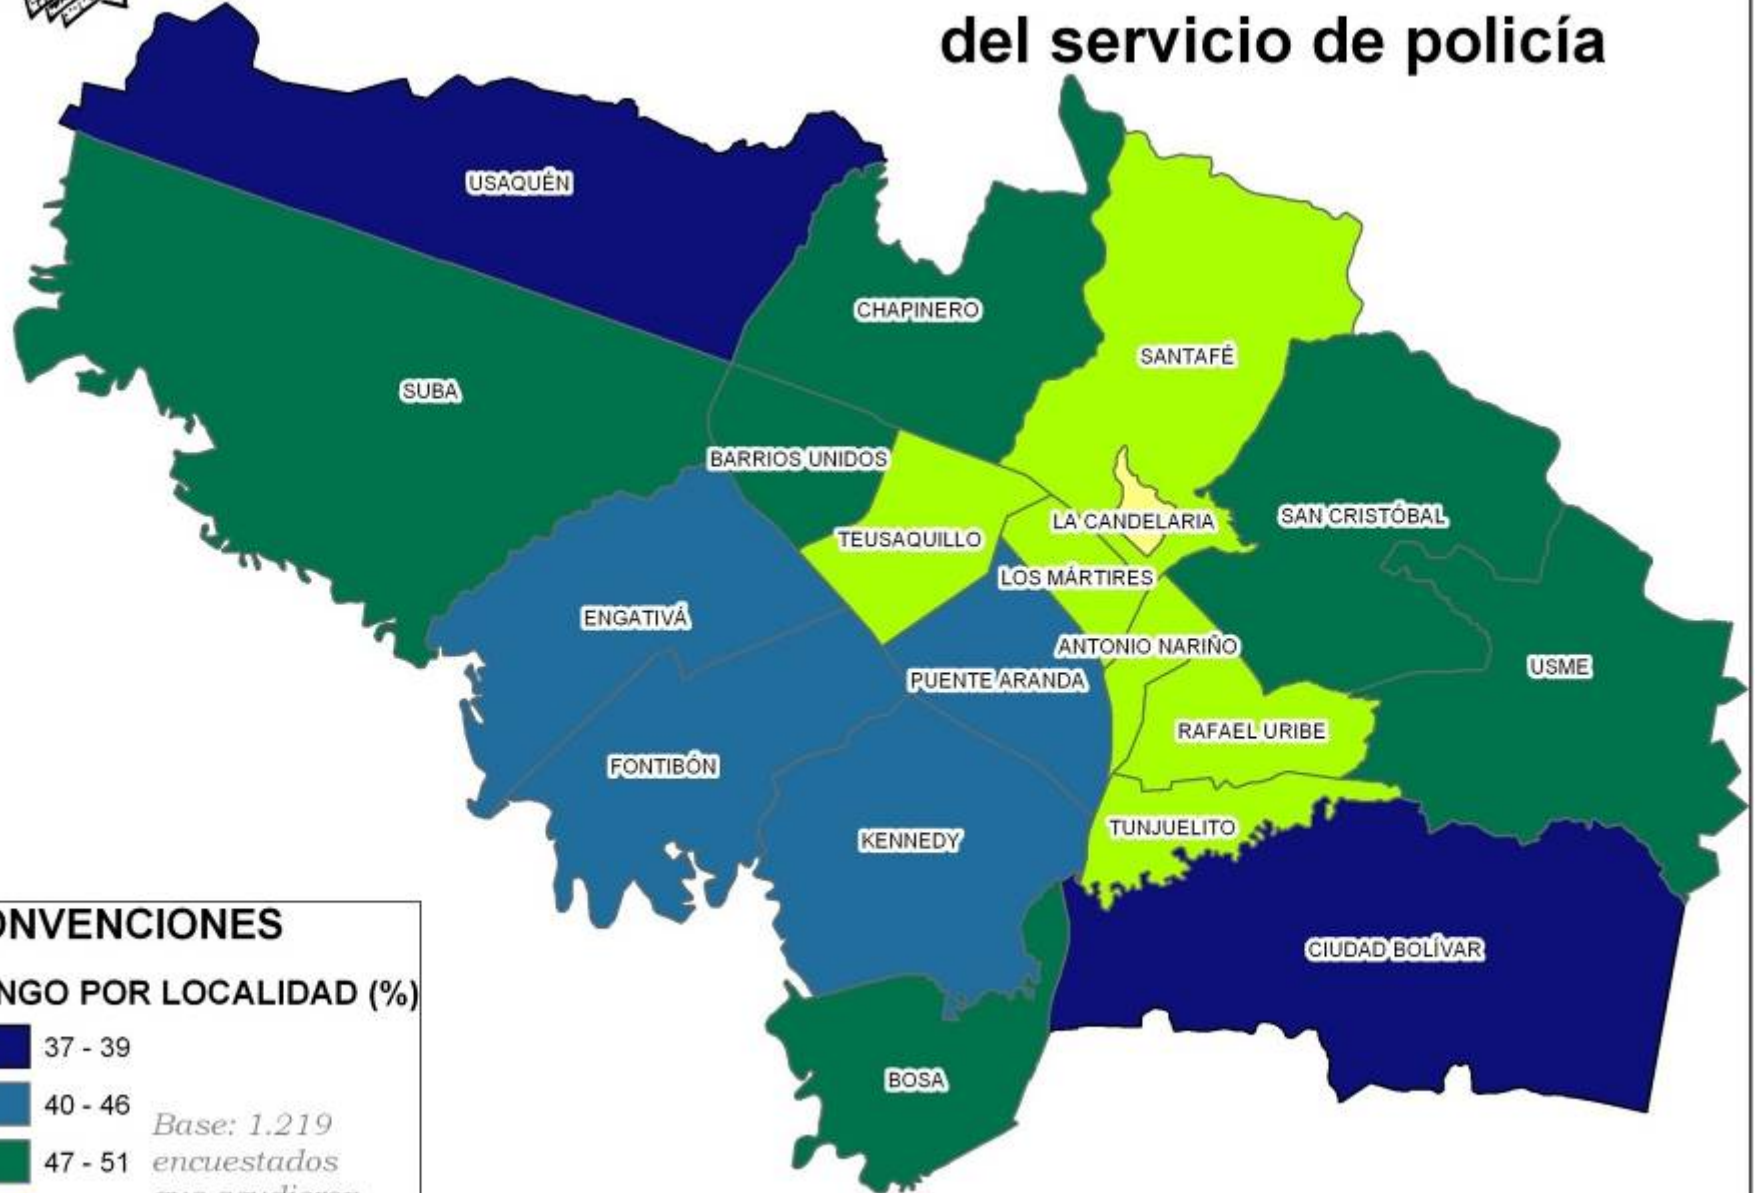 del servicio de policía
USAQUÉN
CHAPINERO
SANTAFÉ
SUBA
BARRIOS UNIDOS
LA CANDELARIA
SAN CRISTÓBAL
TEUSAQUILLO
LOS MÁRTIRES
ENGATIVÁ
ANTONIO NARIÑO
USME
PUENTE ARANDA
RAFAEL URIBE
FONTIBÓN
TUNJUELITO
KENNEDY
CIUDAD BOLÍVAR
BOSA
ONVENCIONES
NGO POR LOCALIDAD (%)
37 - 39
40 - 46
47 - 51
Base: 1.219
encuestados